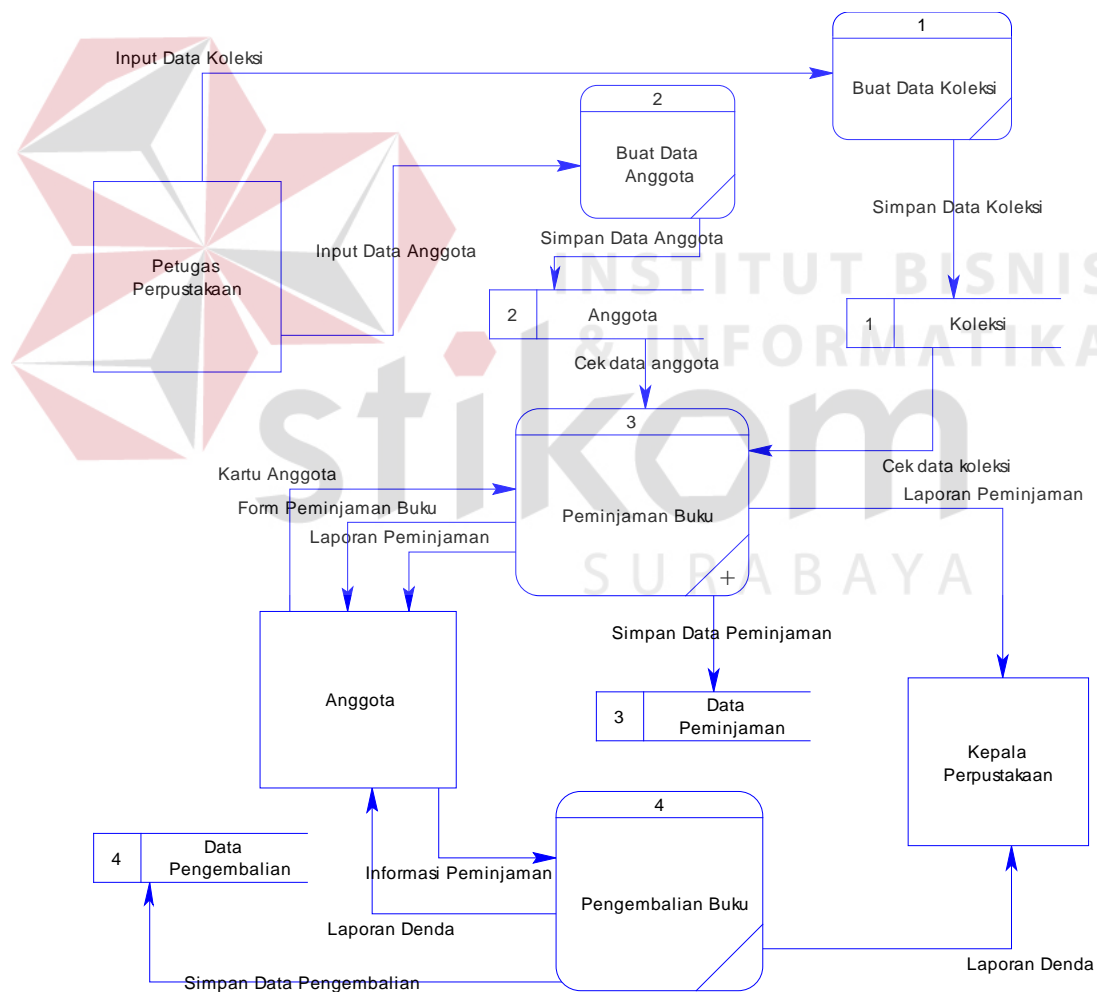 1
Input Data Koleksi
Buat Data Koleksi
2
Buat Data
Anggota
Simpan Data Koleksi
Simpan Data Anggota
Input Data Anggota
Petugas
Perpustakaan
INSTITUT BISNIS
& INFORMATIKA
stikom
SURABAYA
2
Anggota
1
Koleksi
Cek data anggota
3
Cek data koleksi
Kartu Anggota
Laporan Peminjaman
Form Peminjaman Buku
Peminjaman Buku
Laporan Peminjaman
+
Simpan Data Peminjaman
Anggota
3
Data
Peminjaman
Kepala
Perpustakaan
4
4
Data
Pengembalian
Informasi Peminjaman
Pengembalian Buku
Laporan Denda
Laporan Denda
Simpan Data Pengembalian